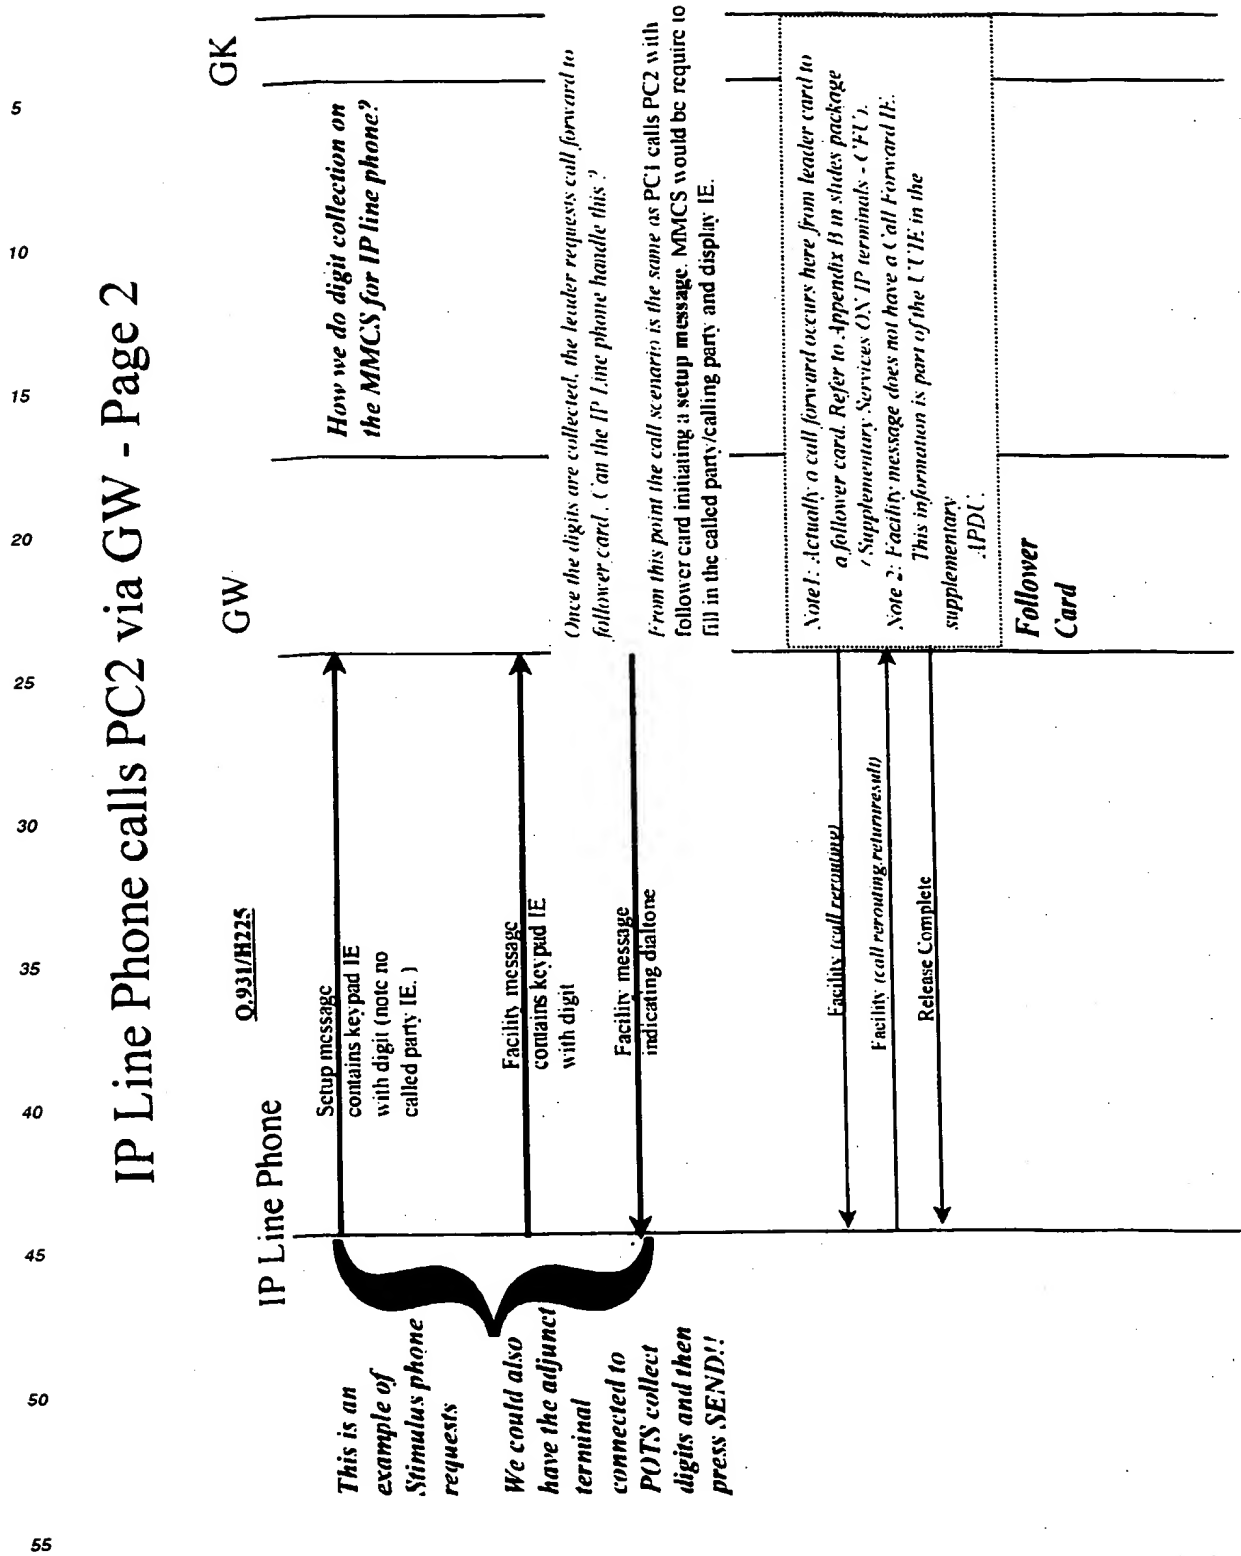 IP Line Phone calls PC2 via GW - Page 2
IP Line Phone
GW
GK
Q.931/H225
This is an
example of
Stimulus phone
requests
We could also
have the adjunct
terminal
connected to
POTS collect
digits and then
press SEND!!
Setup message
contains keypad IE
with digit (note no
called party IE. )
Facility message
contains keypad IE
with digit
Facility message
indicating dialtone
How we do digit collection on
the MMCS for IP line phone?
Once the digits are collected, the leader requests call forward to
follower card. Can the IP Line phone handle this?
From this point the call scenario is the same as PC1 calls PC2 with
follower card initiating a setup message. MMCS would be require to
fill in the called party/calling party and display IE.
Facility (call rerouting)
Facility (call rerouting.returnresult)
Release Complete
Note1: Actually a call forward occurs here from leader card to
a follower card. Refer to Appendix B in slides package
( Supplementary Services ON IP terminals - CFU).
Note 2: Facility message does not have a Call Forward IE.
This information is part of the UUIE in the
supplementary
APDU.
Follower
Card
5
10
15
20
25
30
35
40
45
50
55